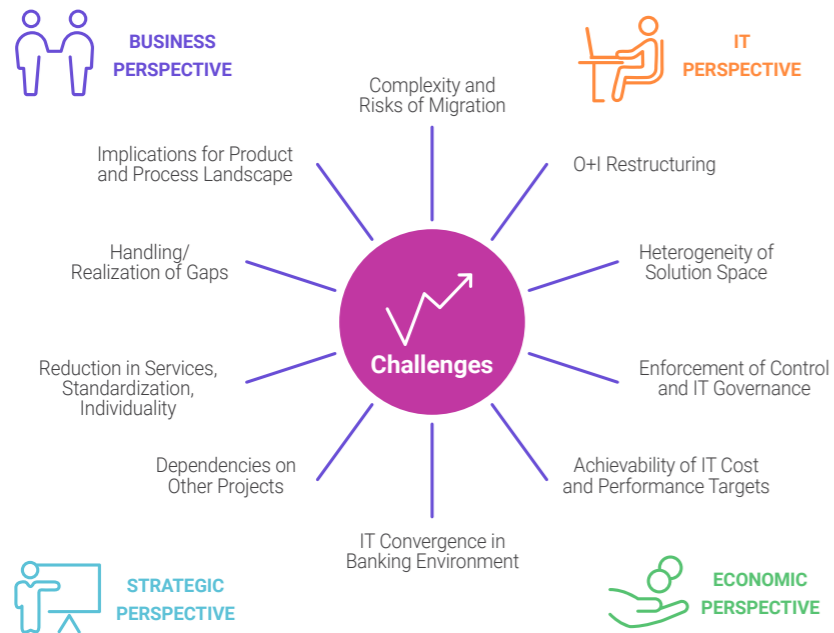 BUSINESS
PERSPECTIVE
IT
PERSPECTIVE
Complexity and
Risks of Migration
Implications for Product
and Process Landscape
O+I Restructuring
Handling/
Realization of Gaps
Heterogeneity of
Solution Space
Challenges
Reduction in Services,
Standardization,
Individuality
Enforcement of Control
and IT Governance
Dependencies on
Other Projects
Achievability of IT Cost
and Performance Targets
IT Convergence in
Banking Environment
STRATEGIC
PERSPECTIVE
ECONOMIC
PERSPECTIVE